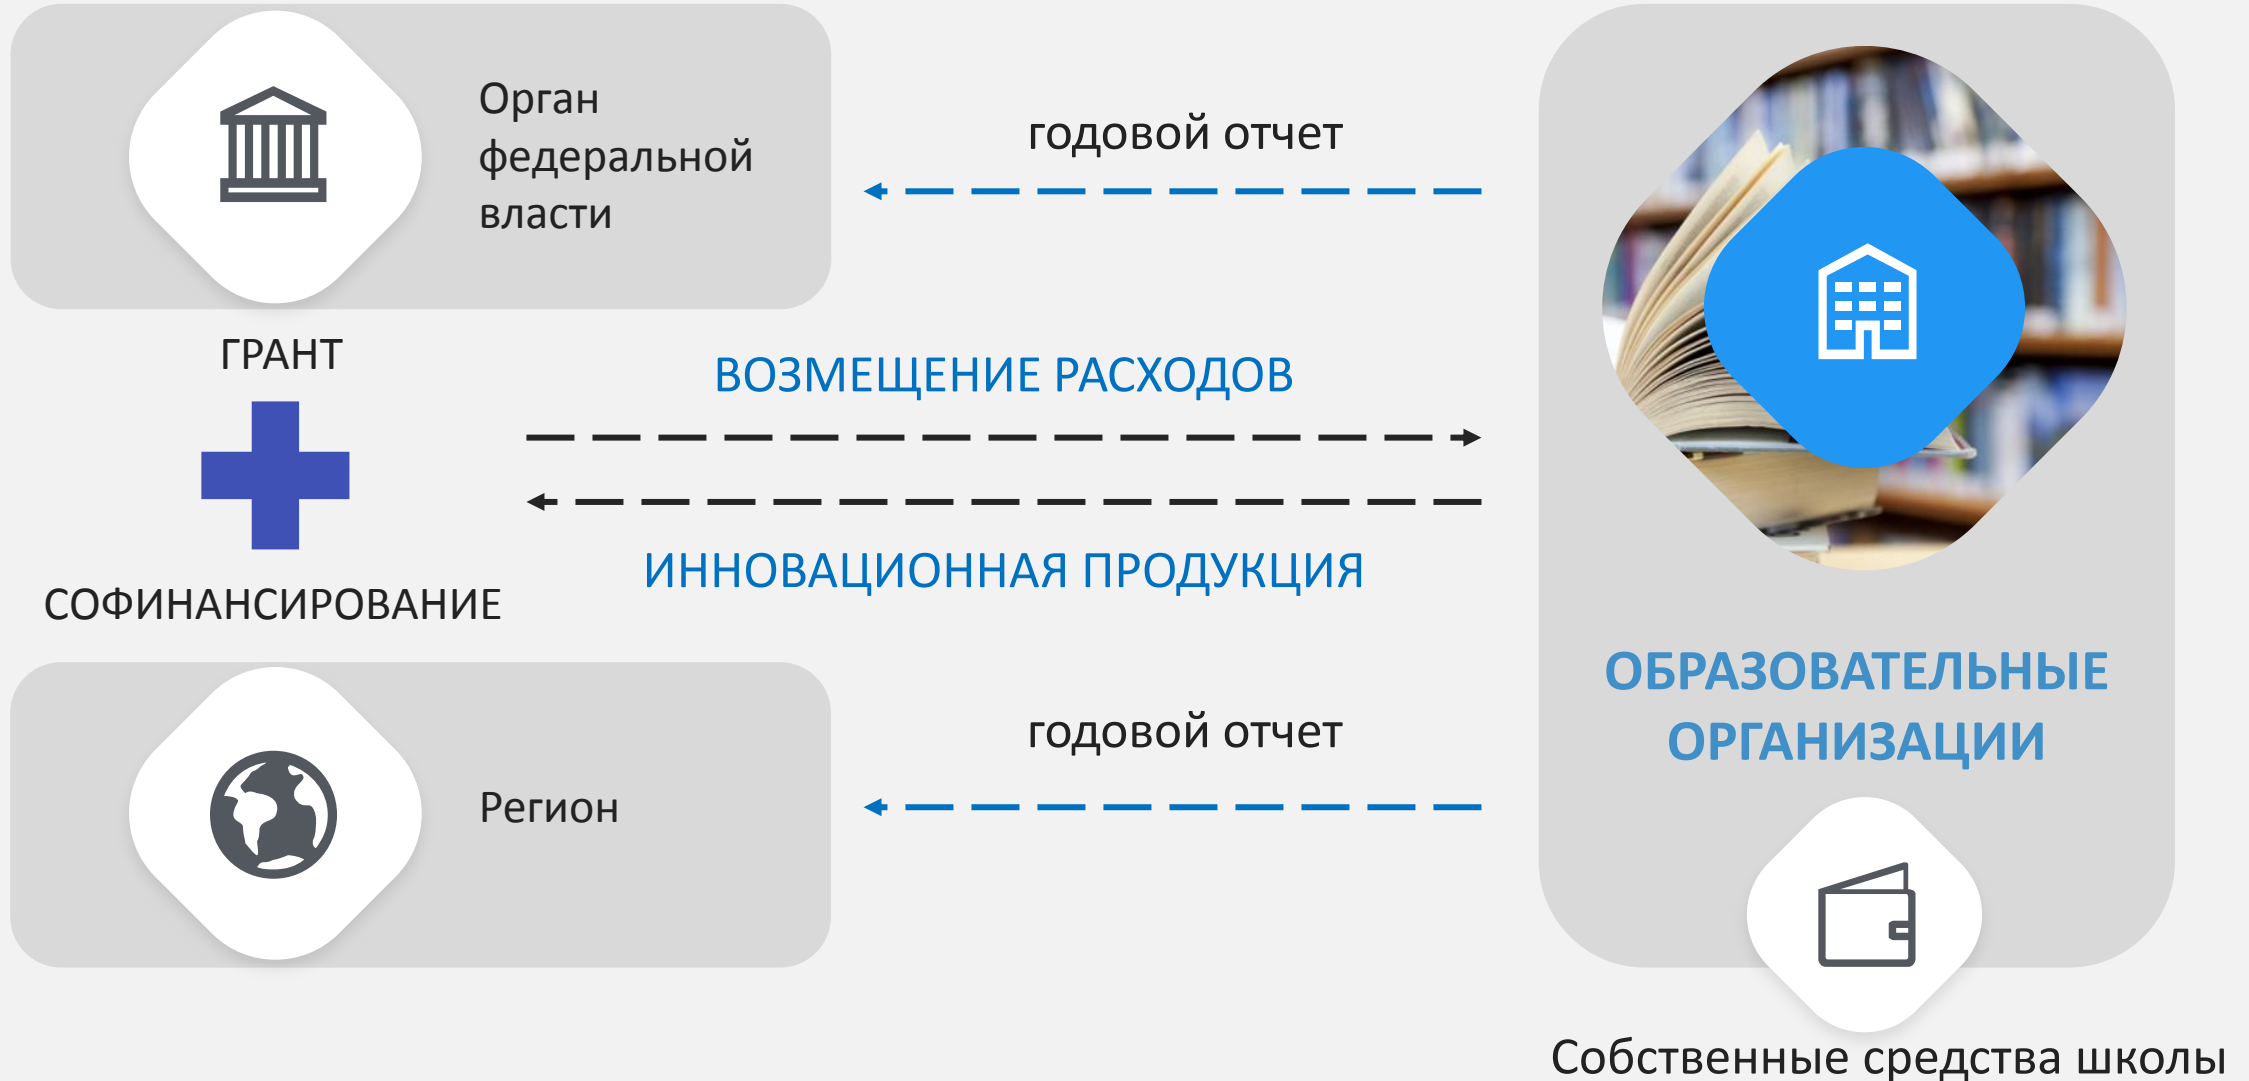 Орган
федеральной
власти
годовой отчет
ГРАНТ
ВОЗМЕЩЕНИЕ РАСХОДОВ
ИННОВАЦИОННАЯ ПРОДУКЦИЯ
СОФИНАНСИРОВАНИЕ
Регион
годовой отчет
ОБРАЗОВАТЕЛЬНЫЕ
ОРГАНИЗАЦИИ
Собственные средства школы